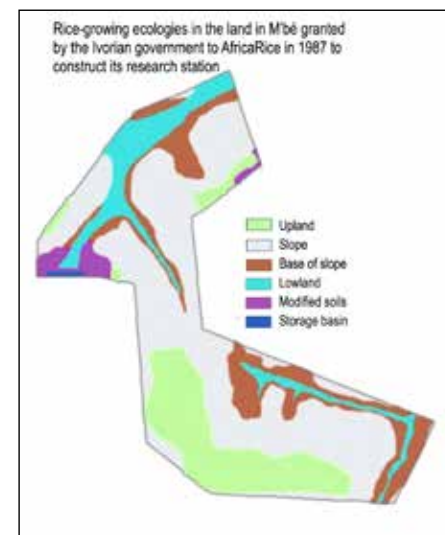 Rice-growing ecologies in the land in M'bé granted
by the Ivorian government to AfricaRice in 1987 to
construct its research station
Upland
Slope
Base of slope
Lowland
Modified soils
Storage basin